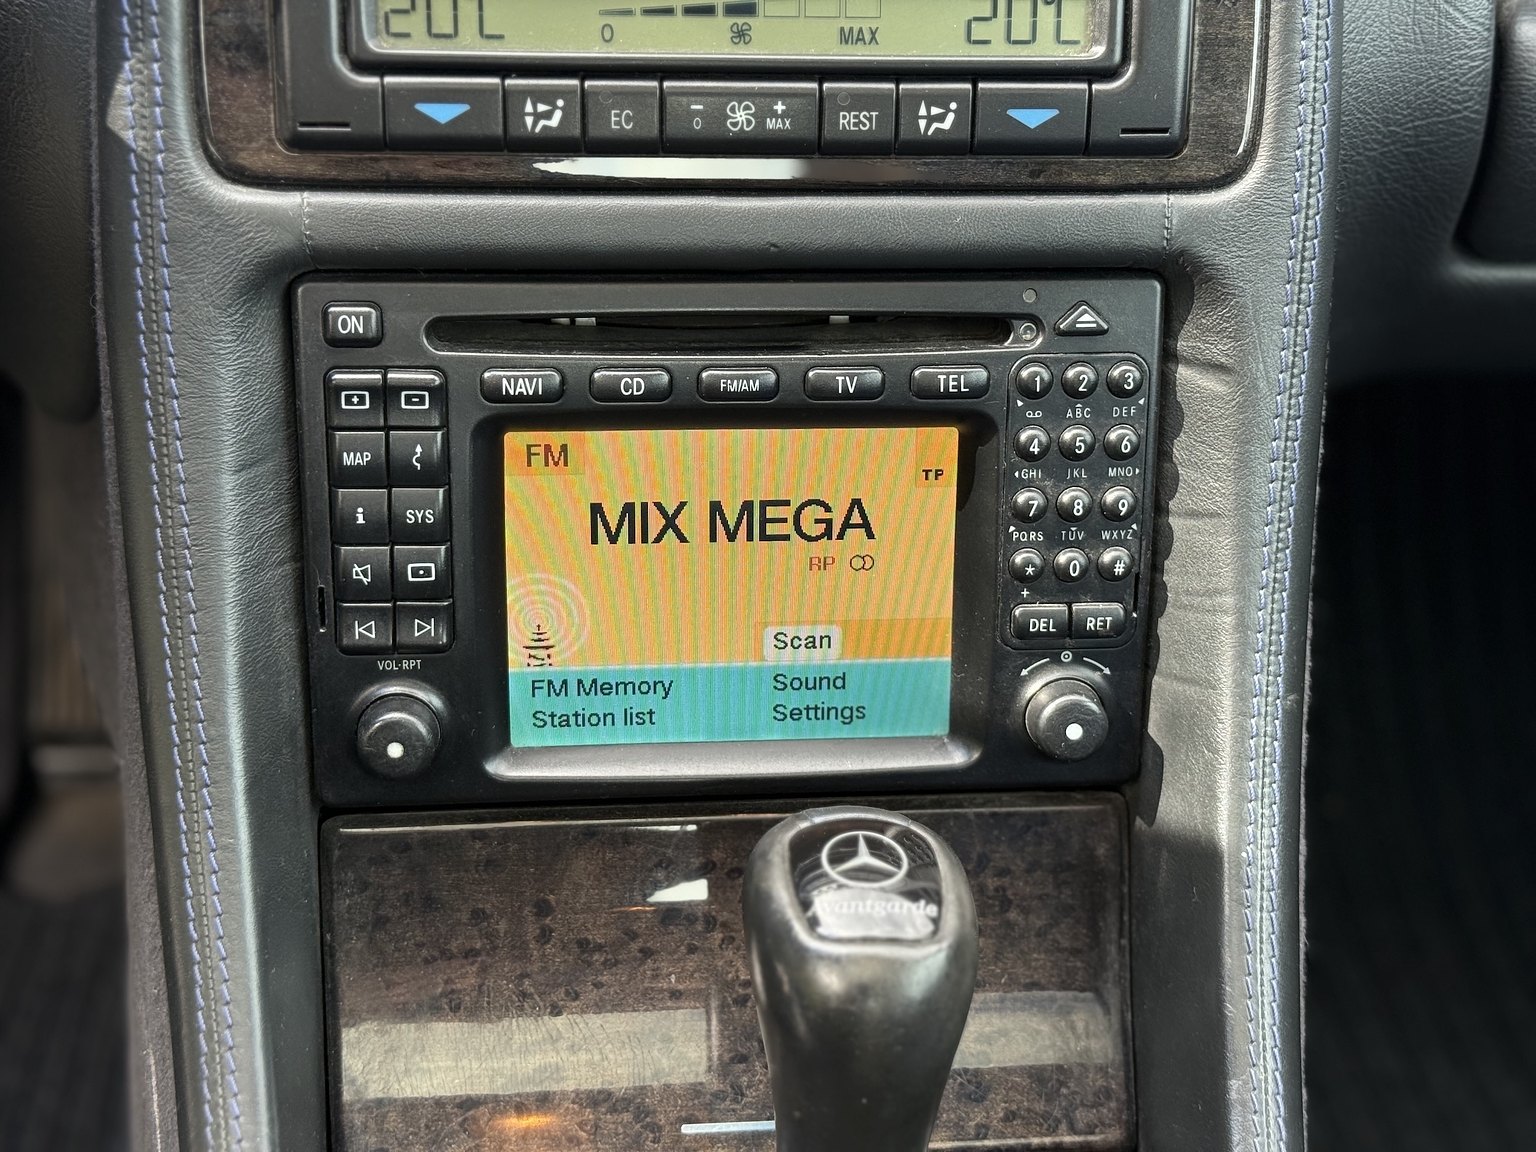 20°C 20°C
0 MAX
EC - 0 + MAX REST
ON
NAVI CD FM/AM TV TEL
1 2 3
ABC DEF
4 5 6
GHI JKL MNO
7 8 9
PQRS TUV WXYZ
* 0 #
+
DEL RET
+ -
MAP
i SYS
VOL·RPT
FM
TP
MIX MEGA
RP
Scan
FM Memory Sound
Station list Settings
Avantgarde